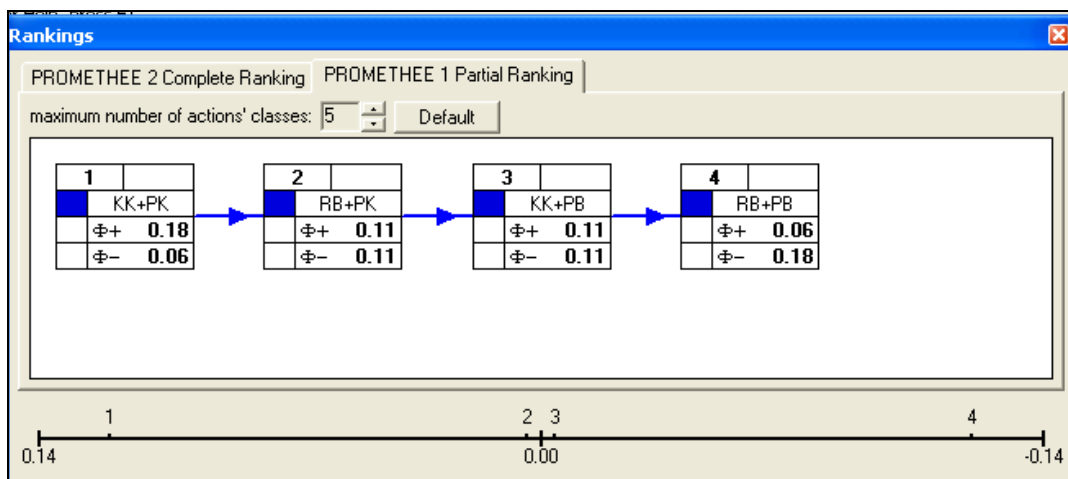 Rankings
PROMETHEE 2 Complete Ranking PROMETHEE 1 Partial Ranking
maximum number of actions' classes: 5 Default
1 2 3 4
KK+PK RB+PK KK+PB RB+PB
Φ+ 0.18 Φ+ 0.11 Φ+ 0.11 Φ+ 0.06
Φ− 0.06 Φ− 0.11 Φ− 0.11 Φ− 0.18
1 2 3 4
0.14 0.00 -0.14